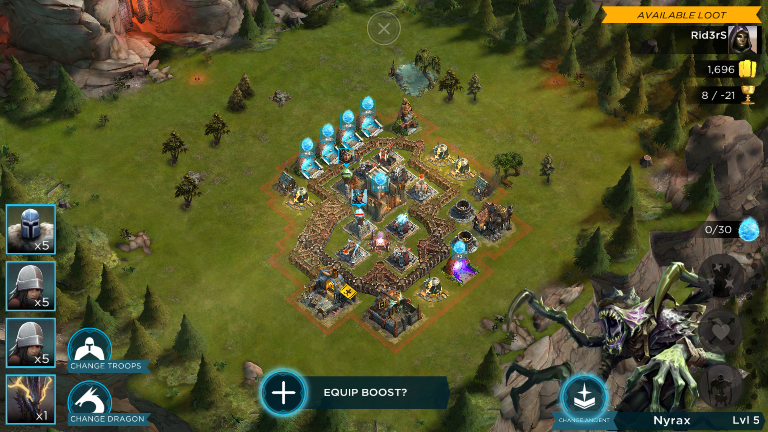 AVAILABLE LOOT
Rid3rS
1,696
8 / -21
0/30
x5
x5
x5
CHANGE TROOPS
x1
CHANGE DRAGON
EQUIP BOOST?
CHANGE ANCIENT
Nyrax
Lvl 5